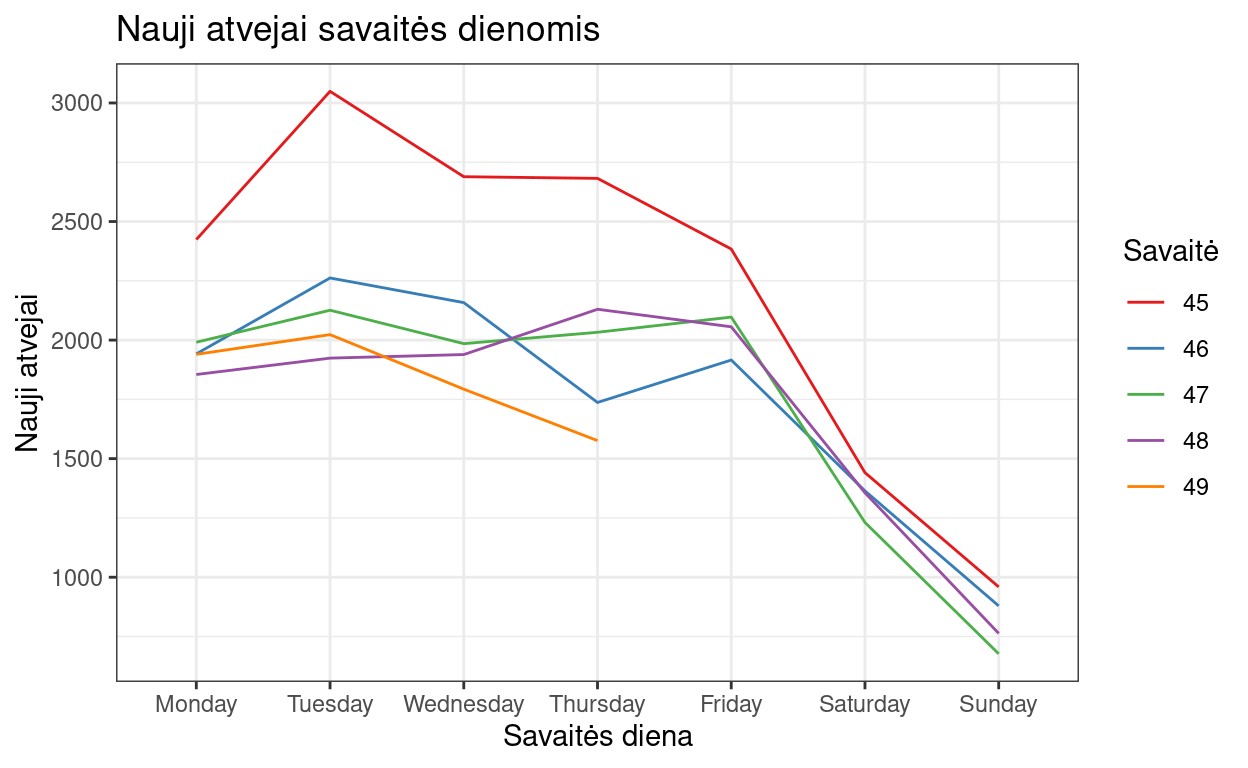 Nauji atvejai savaitės dienomis
Nauji atvejai
3000
2500
2000
1500
1000
Monday Tuesday Wednesday Thursday Friday Saturday Sunday
Savaitės diena
Savaitė
45
46
47
48
49